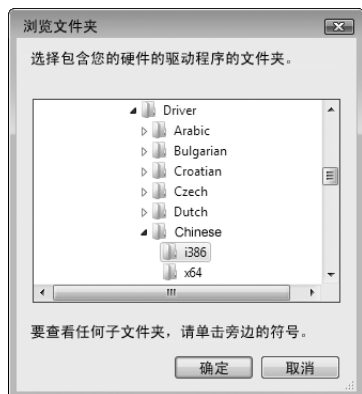 浏览文件夹
选择包含您的硬件的驱动程序的文件夹。
Driver
Arabic
Bulgarian
Croatian
Czech
Dutch
Chinese
i386
x64
要查看任何子文件夹，请单击旁边的符号。
确定
取消